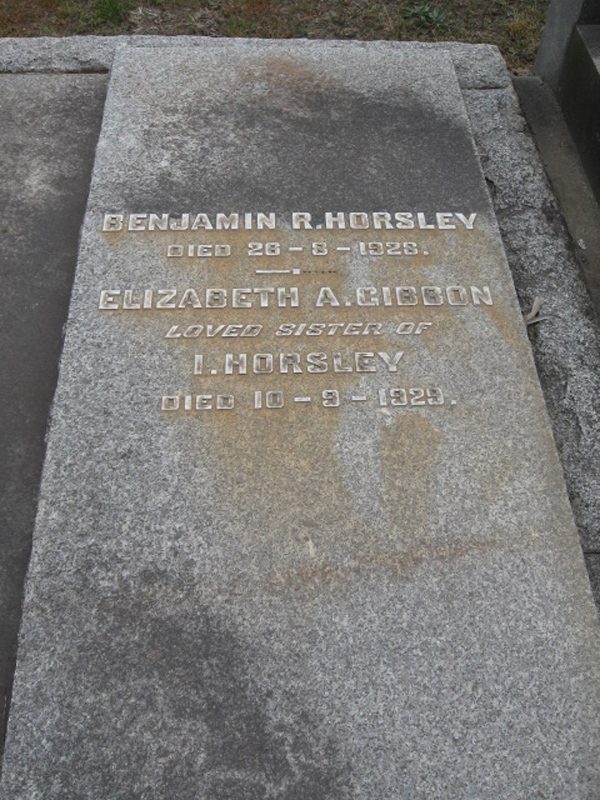 BENJAMIN R. HORSLEY
DIED 26-8-1928.
ELIZABETH A. GIBBON
LOVED SISTER OF
I. HORSLEY
DIED 10-9-1929.